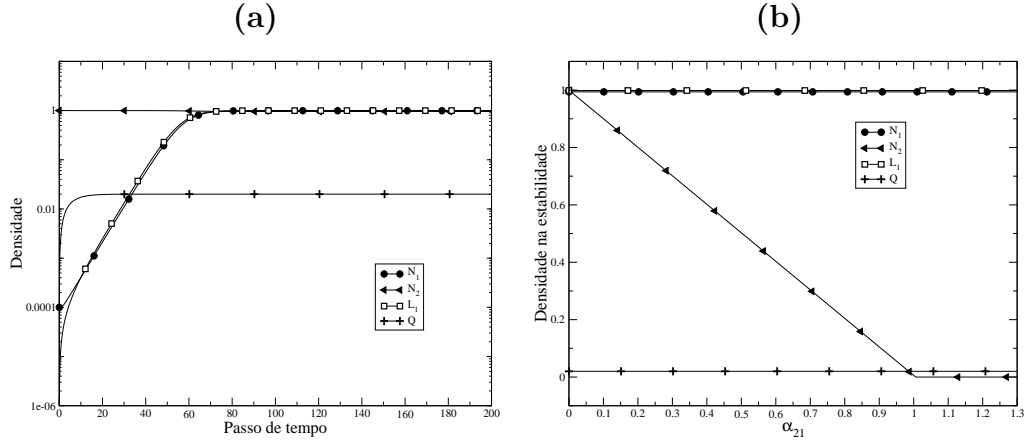 (a)
Densidade
1
0.01
0.0001
1e-06
0 20 40 60 80 100 120 140 160 180 200
Passo de tempo
N₁
N₂
L₁
Q
(b)
Densidade na estabilidade
1
0.8
0.6
0.4
0.2
0
0 0.1 0.2 0.3 0.4 0.5 0.6 0.7 0.8 0.9 1 1.1 1.2 1.3
α₂₁
N₁
N₂
L₁
Q